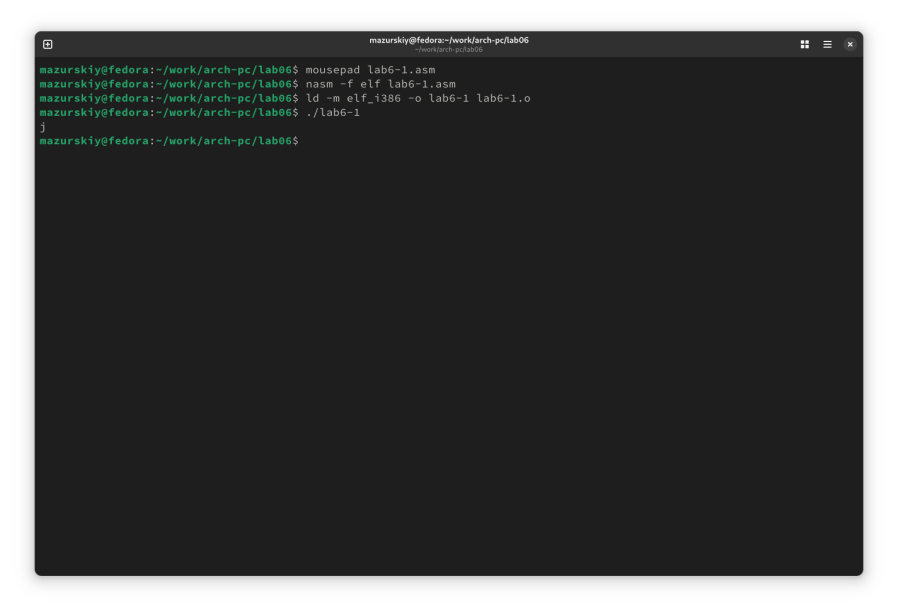 mazurskiy@fedora:~/work/arch-pc/lab06
~/work/arch-pc/lab06
mazurskiy@fedora:~/work/arch-pc/lab06$ mousepad lab6-1.asm
mazurskiy@fedora:~/work/arch-pc/lab06$ nasm -f elf lab6-1.asm
mazurskiy@fedora:~/work/arch-pc/lab06$ ld -m elf_i386 -o lab6-1 lab6-1.o
mazurskiy@fedora:~/work/arch-pc/lab06$ ./lab6-1
j
mazurskiy@fedora:~/work/arch-pc/lab06$